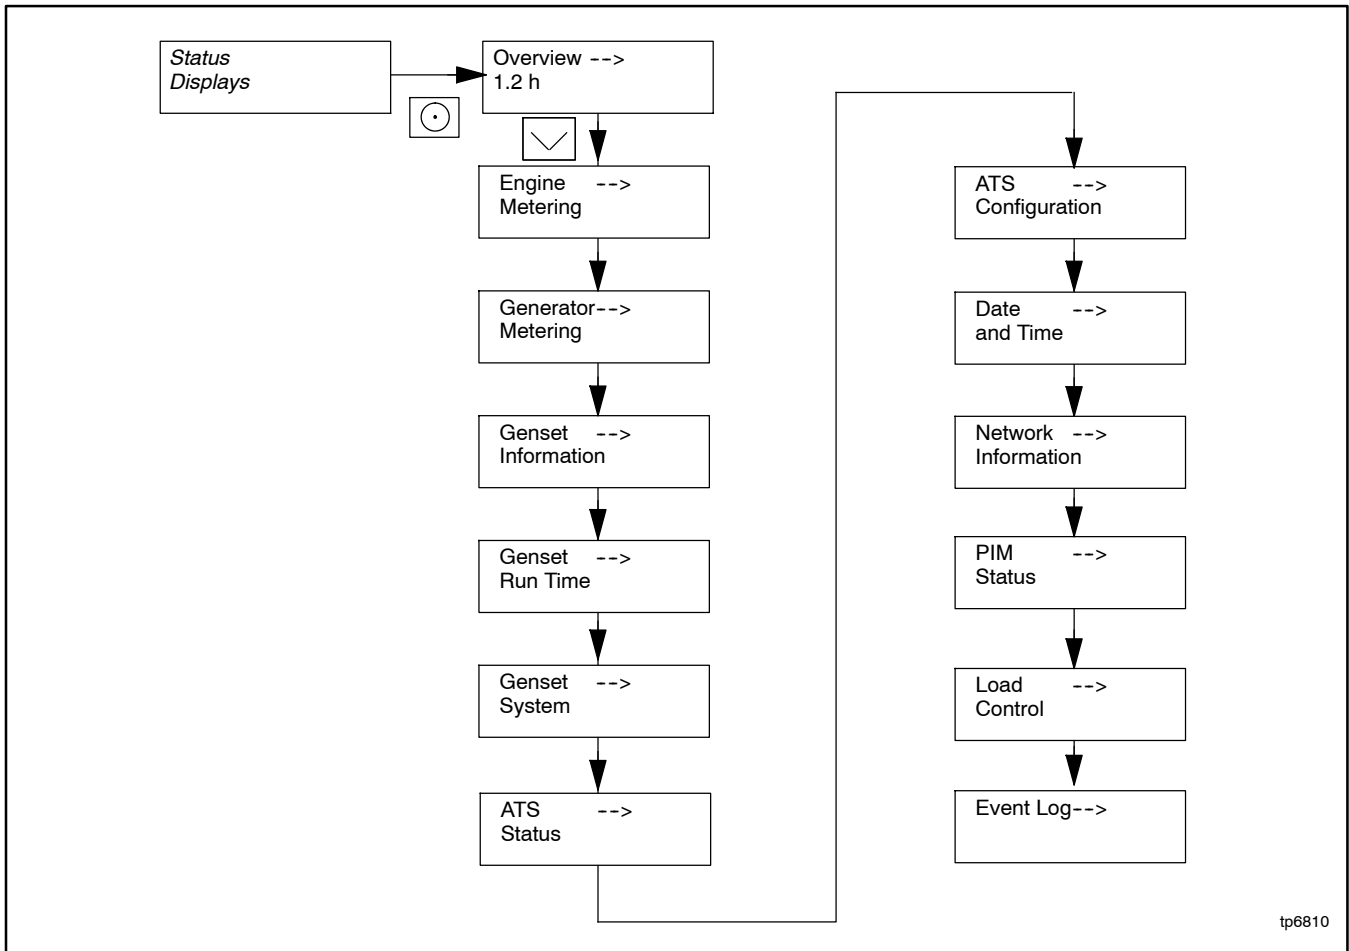 Status
Displays
Overview -->
1.2 h
Engine -->
Metering
Generator-->
Metering
Genset -->
Information
Genset -->
Run Time
Genset -->
System
ATS -->
Status
ATS -->
Configuration
Date -->
and Time
Network -->
Information
PIM -->
Status
Load -->
Control
Event Log-->
tp6810